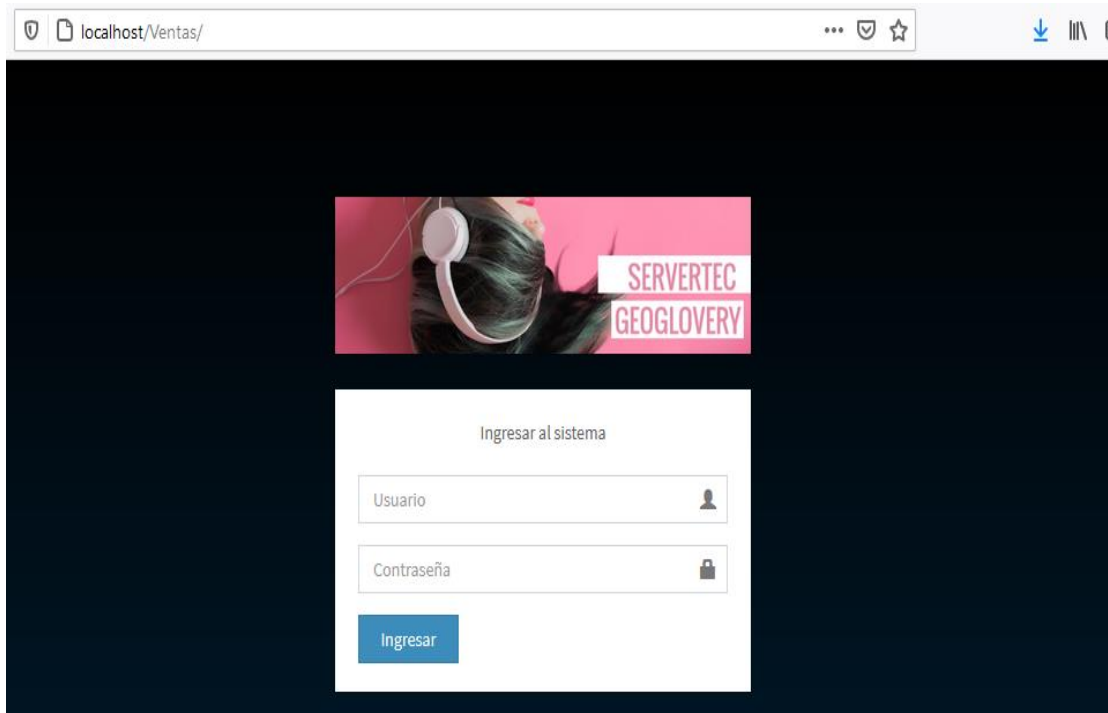 localhost/Ventas/
SERVERTEC
GEOGLOVERY
Ingresar al sistema
Usuario
Contraseña
Ingresar